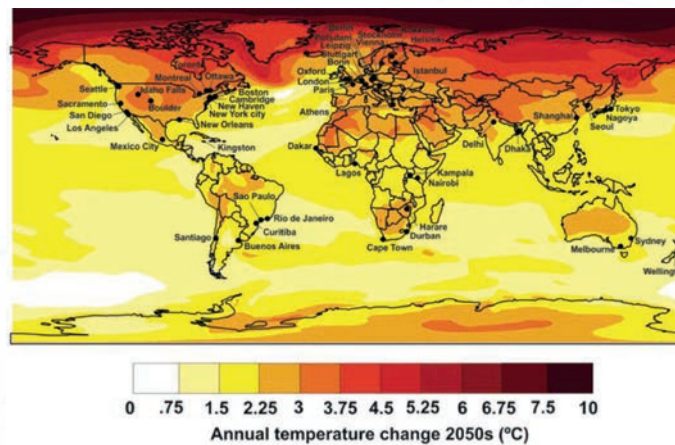 Berlin
Potsdam
Leipzig
Stuttgart
Bonn
Stockholm
Vienna
Helsinki
Toronto
Montreal
Ottawa
Oxford
London
Paris
Istanbul
Seattle
Idaho Falls
Boulder
Boston
Cambridge
New Haven
New York city
Sacramento
San Diego
Los Angeles
New Orleans
Athens
Shanghai
Tokyo
Nagoya
Seoul
Mexico City
Kingston
Dakar
Delhi
Dhaka
Lagos
Kampala
Nairobi
Sao Paulo
Rio de Janeiro
Curitiba
Santiago
Buenos Aires
Harare
Durban
Cape Town
Sydney
Melbourne
Wellingt
0 .75 1.5 2.25 3 3.75 4.5 5.25 6 6.75 7.5 10
Annual temperature change 2050s (ºC)